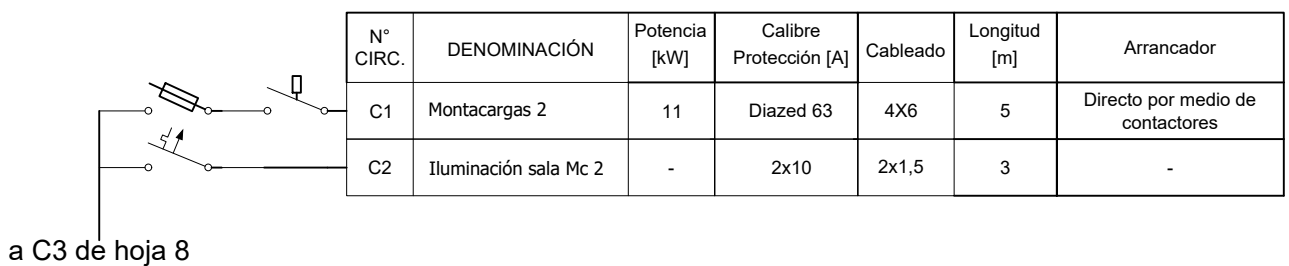 N° CIRC. DENOMINACIÓN Potencia [kW] Calibre Protección [A] Cableado Longitud [m] Arrancador
C1 Montacargas 2 11 Diazed 63 4X6 5 Directo por medio de contactores
C2 Iluminación sala Mc 2 - 2x10 2x1,5 3 -
a C3 de hoja 8